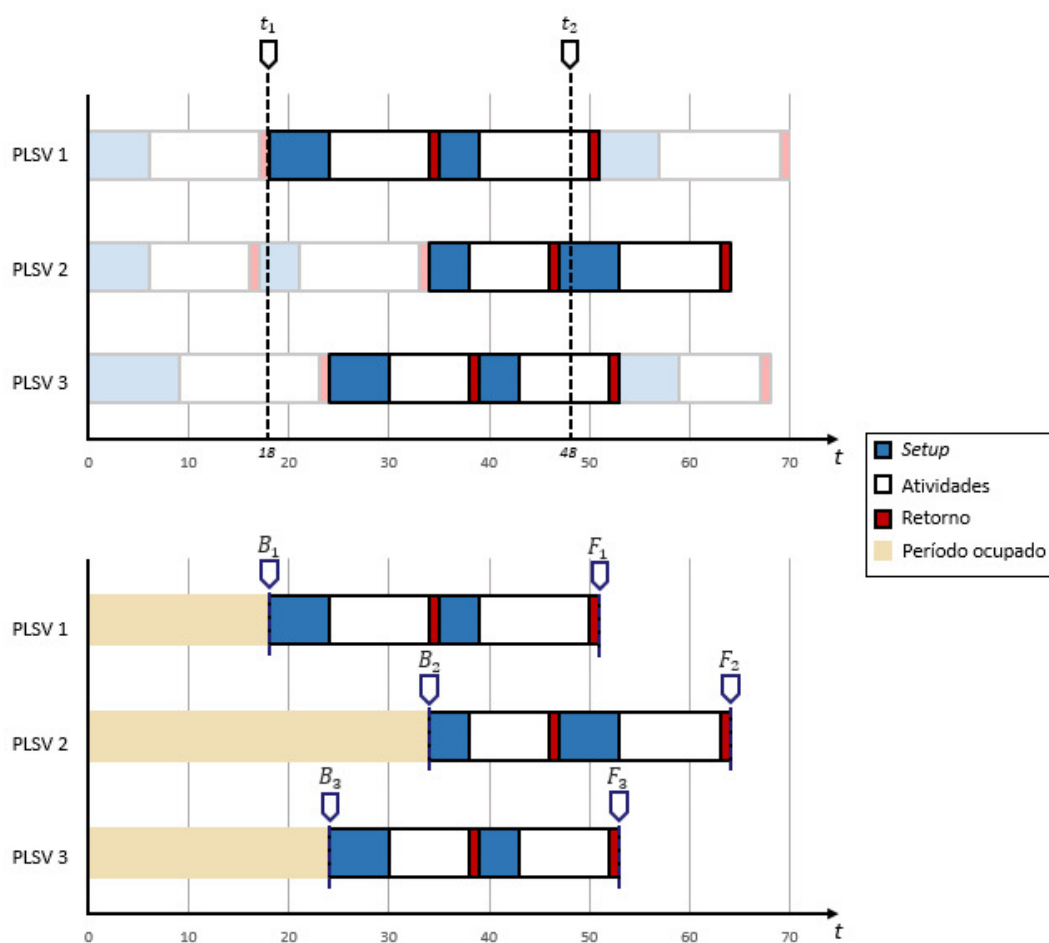 t₁ t₂
PLSV 1
PLSV 2
PLSV 3
18 48
0 10 20 30 40 50 60 70 t
Setup
Atividades
Retorno
Período ocupado
B₁ F₁
PLSV 1
B₂ F₂
PLSV 2
B₃ F₃
PLSV 3
0 10 20 30 40 50 60 70 t